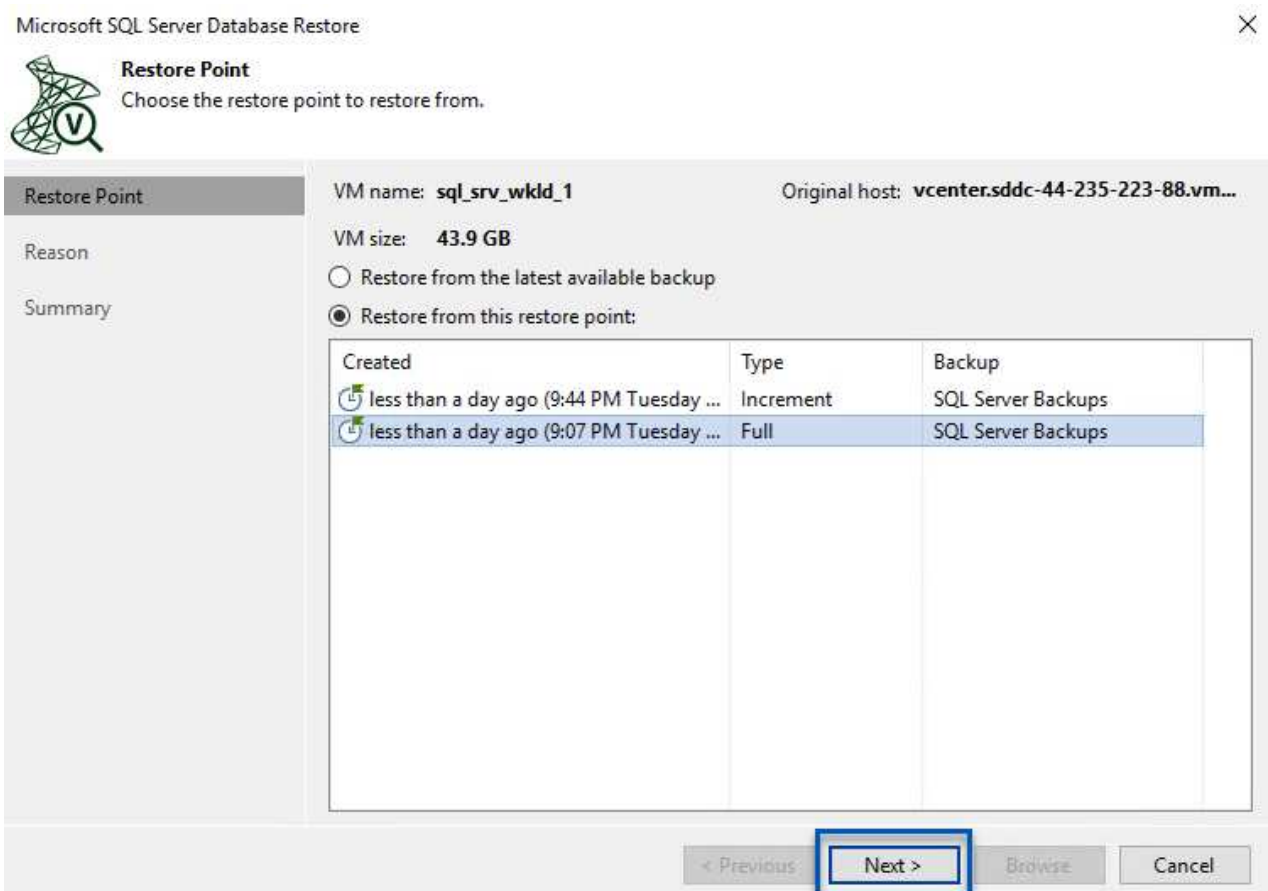 Microsoft SQL Server Database Restore
Restore Point
Choose the restore point to restore from.
Restore Point
Reason
Summary
VM name: sql_srv_wkld_1 Original host: vcenter.sddc-44-235-223-88.vm...
VM size: 43.9 GB
Restore from the latest available backup
Restore from this restore point:
Created Type Backup
less than a day ago (9:44 PM Tuesday ... Increment SQL Server Backups
less than a day ago (9:07 PM Tuesday ... Full SQL Server Backups
< Previous Next > Browse Cancel